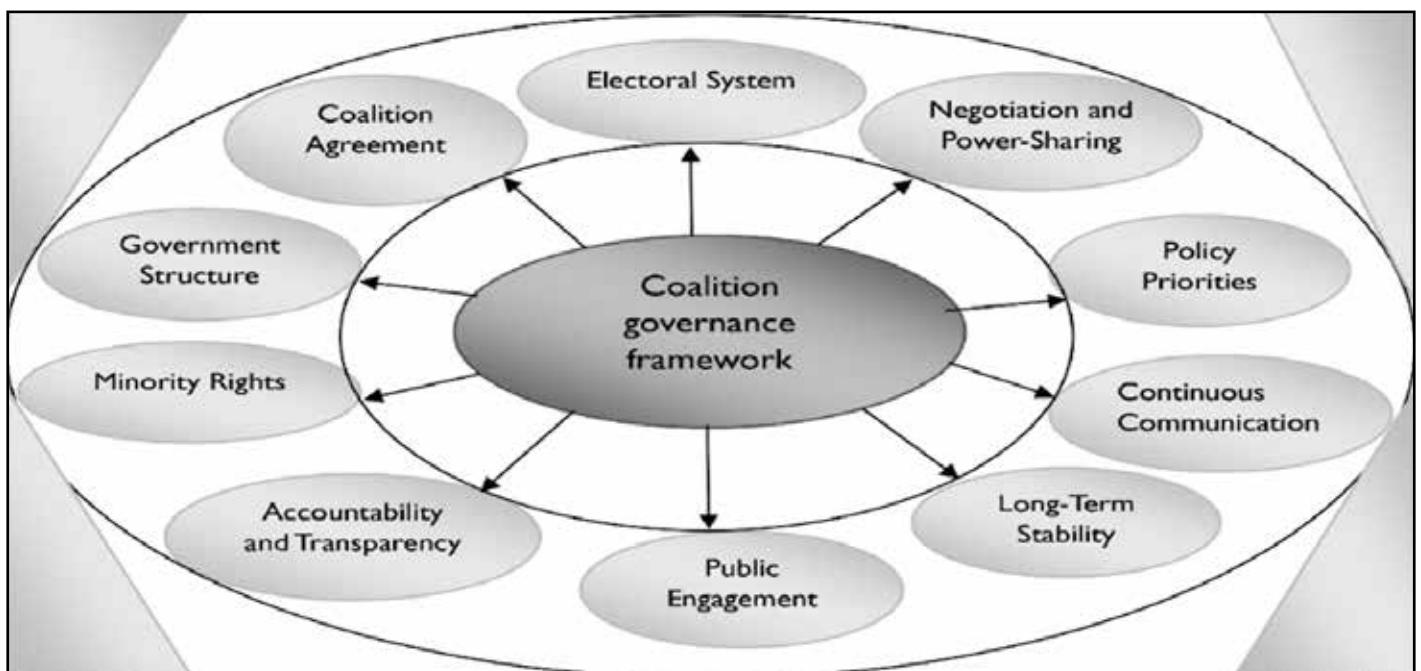 Electoral System
Coalition
Agreement
Negotiation and
Power-Sharing
Government
Structure
Coalition
governance
framework
Policy
Priorities
Minority Rights
Continuous
Communication
Accountability
and Transparency
Long-Term
Stability
Public
Engagement